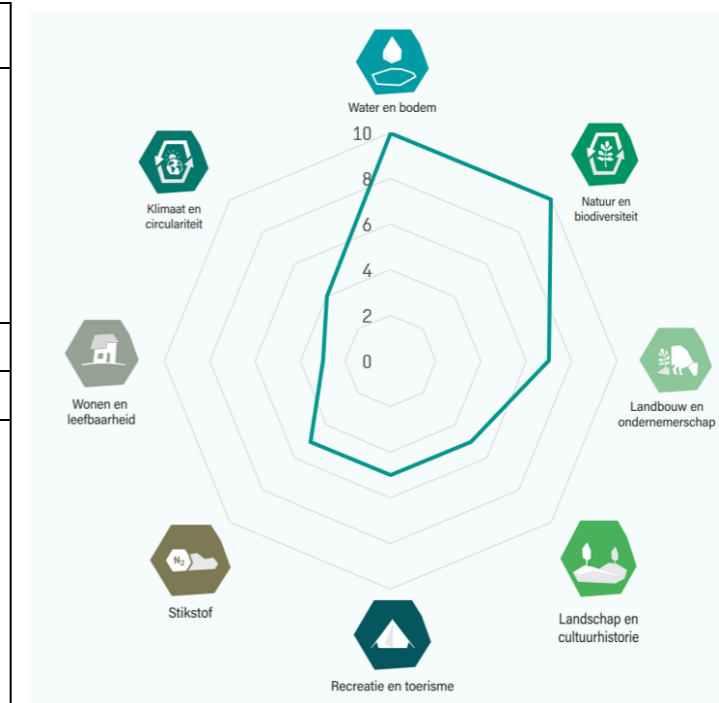 Water en bodem
10
8
6
4
2
0
Natuur en
biodiversiteit
Landbouw en
ondernemerschap
Landschap en
cultuurhistorie
Recreatie en toerisme
N₂
Stikstof
Wonen en
leefbaarheid
Klimaat en
circulariteit